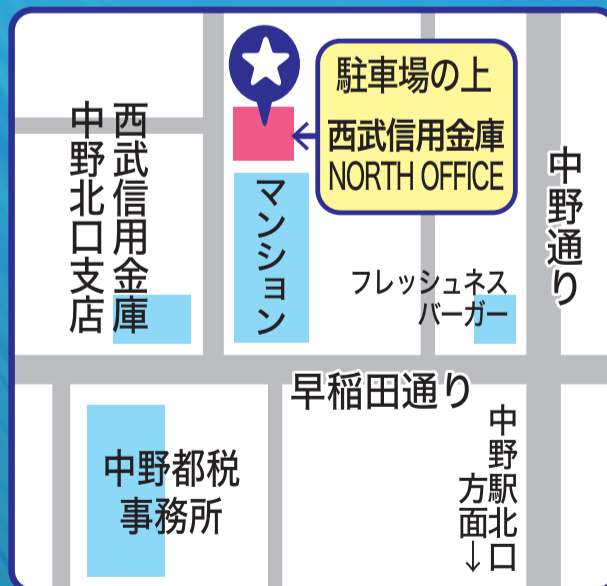 駐車場の上
西武信用金庫
NORTH OFFICE
西武信用金庫
中野北口支店
マンション
中野通り
フレッシュネス
バーガー
早稲田通り
中野都税
事務所
中野駅北口
方面↓